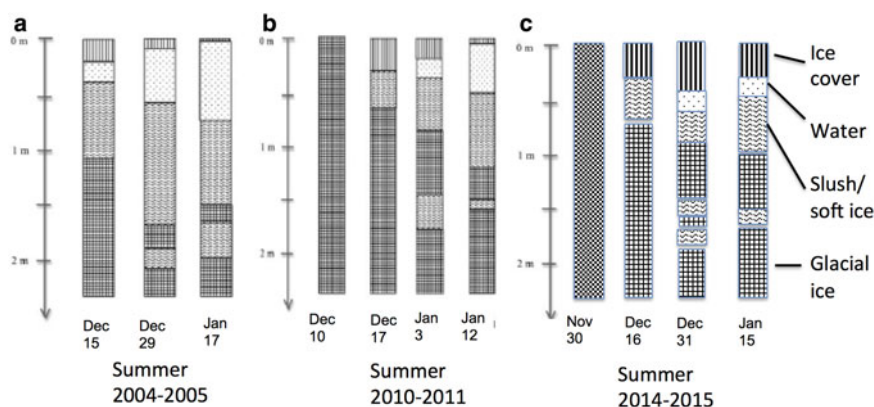 a
0 m
1 m
2 m
Dec 15
Dec 29
Jan 17
Summer
2004-2005
b
0 m
1 m
2 m
Dec 10
Dec 17
Jan 3
Jan 12
Summer
2010-2011
c
0 m
1 m
2 m
Nov 30
Dec 16
Dec 31
Jan 15
Summer
2014-2015
Ice
cover
Water
Slush/
soft ice
Glacial
ice